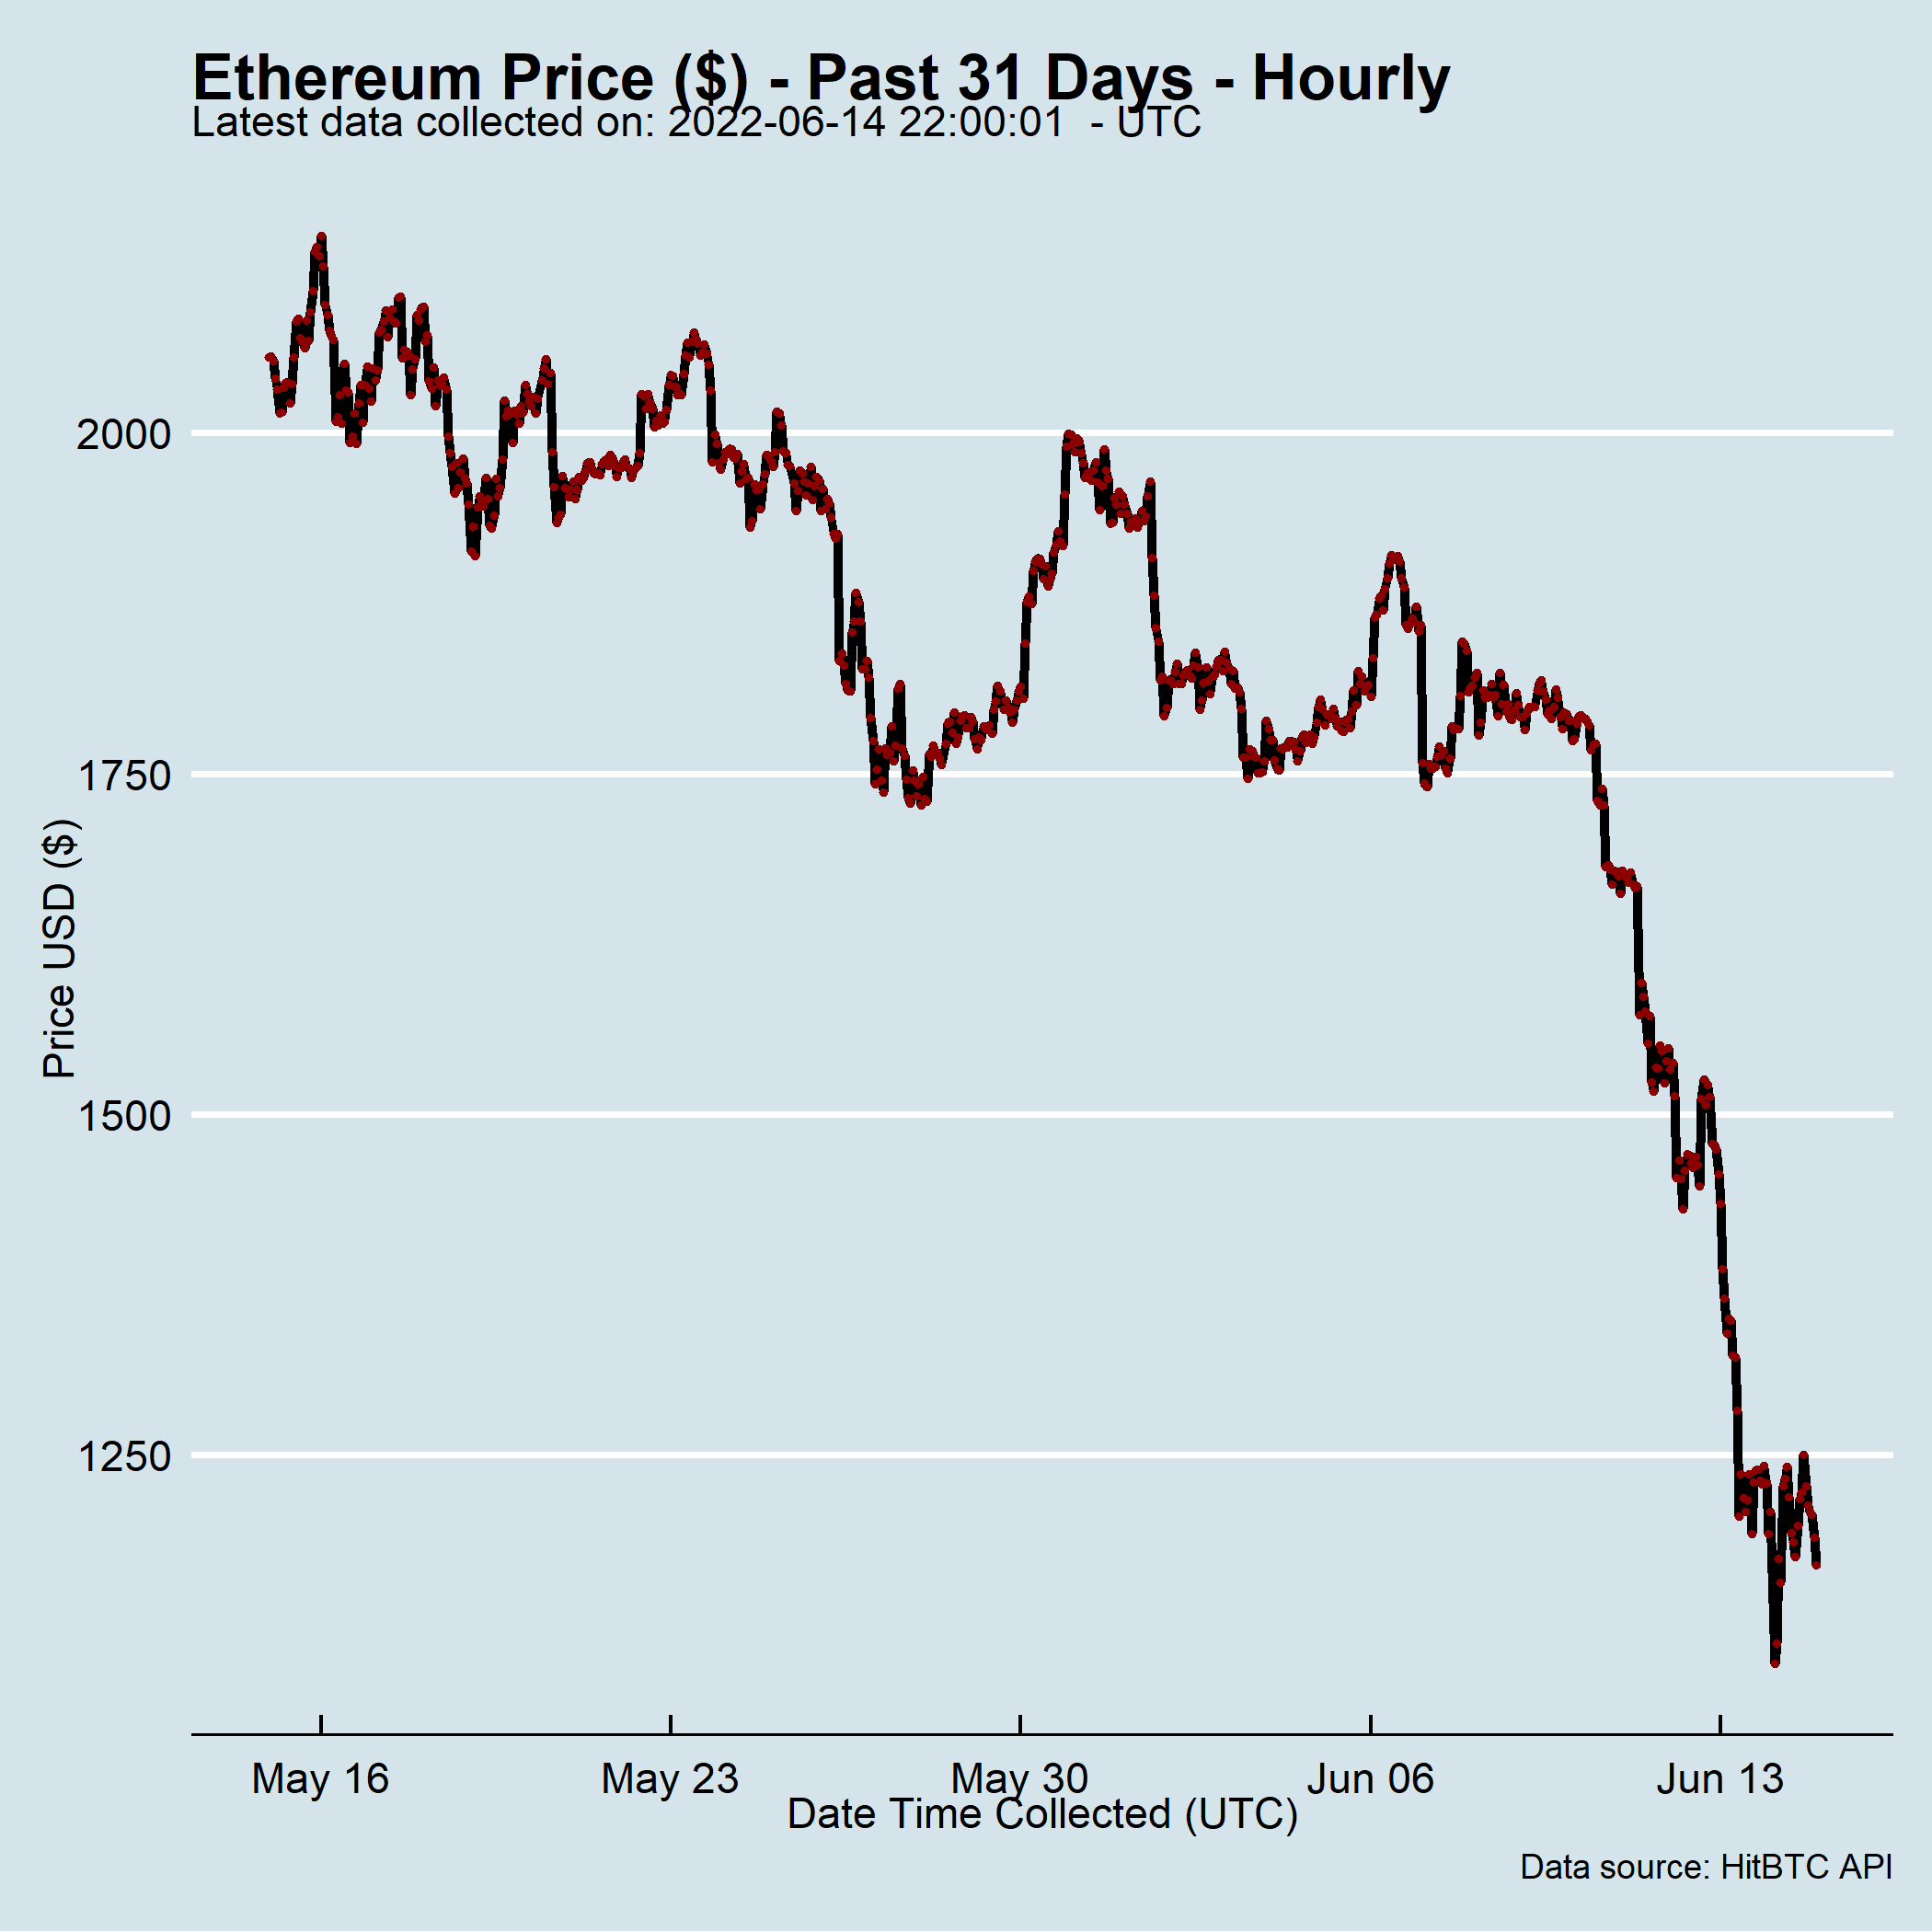 Ethereum Price ($) - Past 31 Days - Hourly
Latest data collected on: 2022-06-14 22:00:01  - UTC
2000
1750
1500
1250
Price USD ($)
May 16
May 23
May 30
Jun 06
Jun 13
Date Time Collected (UTC)
Data source: HitBTC API